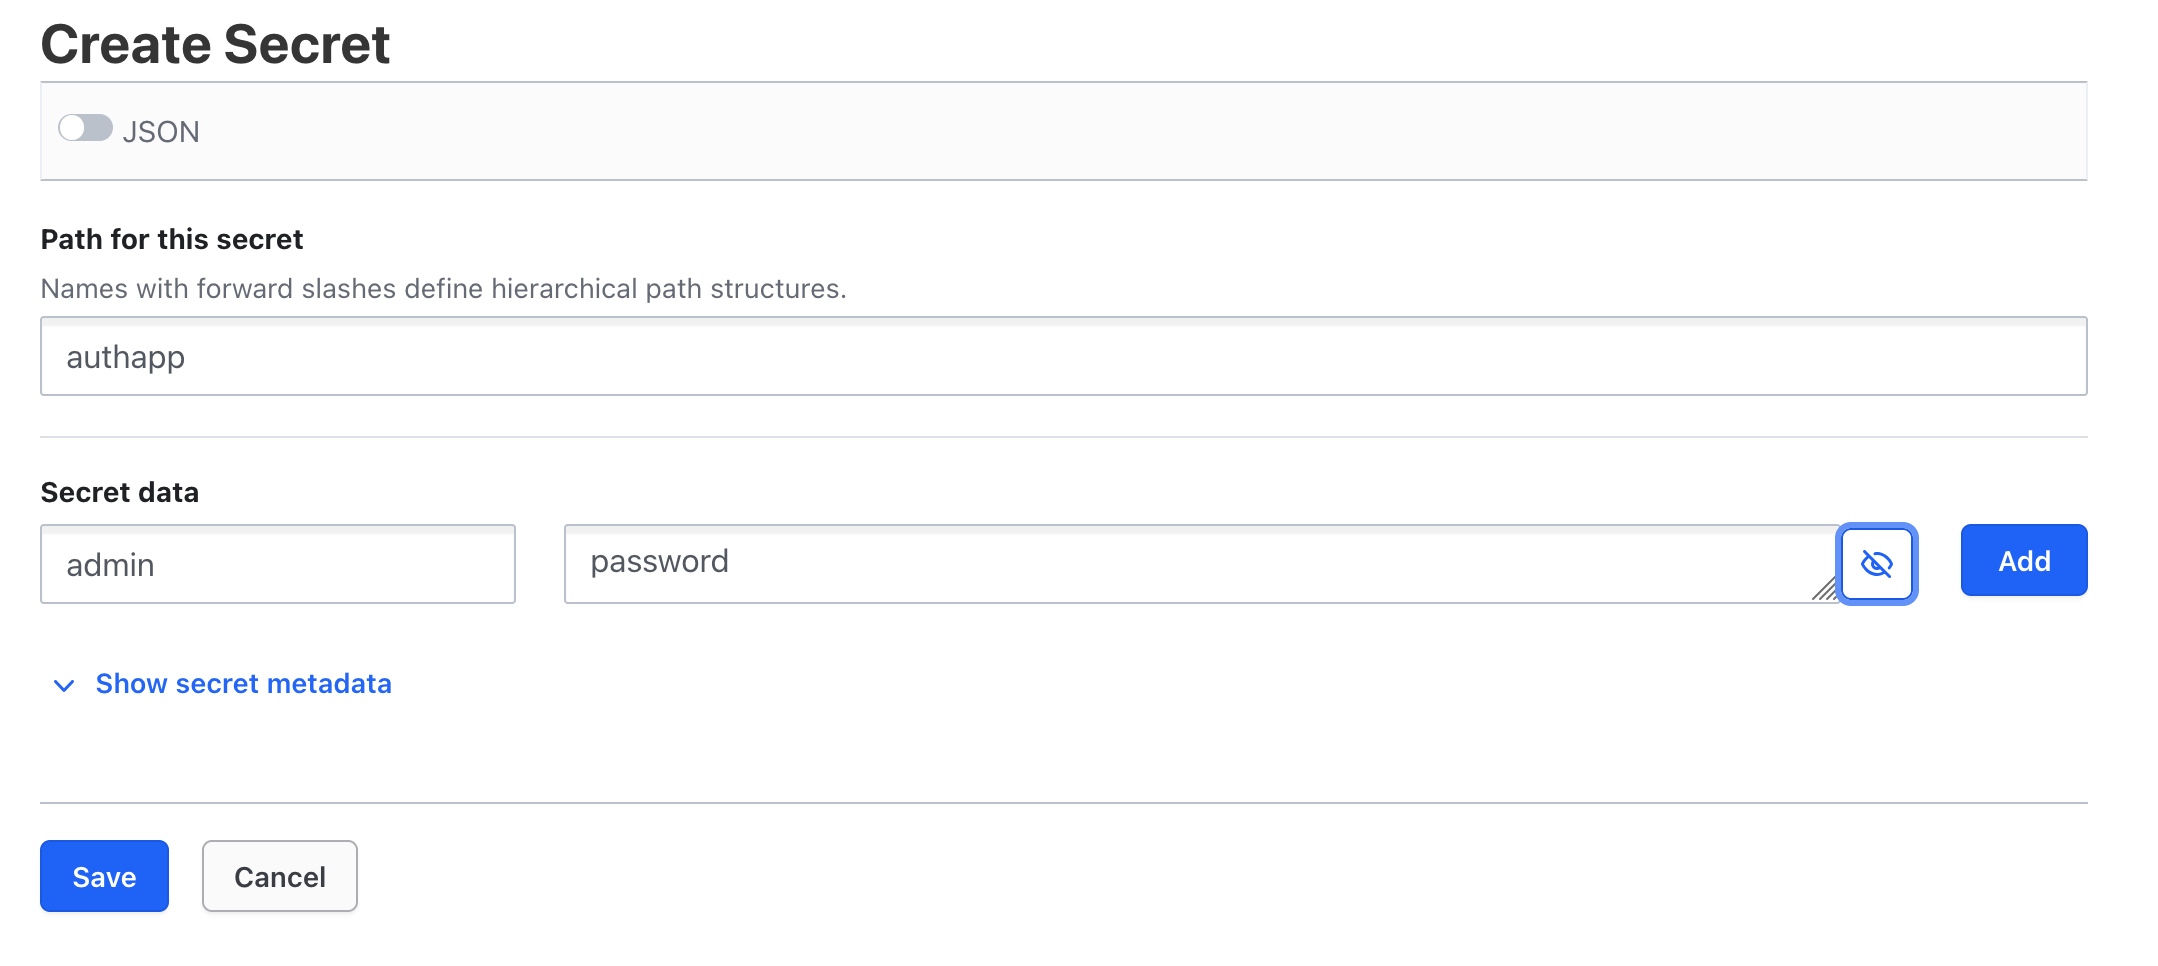 Create Secret
JSON
Path for this secret
Names with forward slashes define hierarchical path structures.
authapp
Secret data
admin
password
Add
Show secret metadata
Save
Cancel